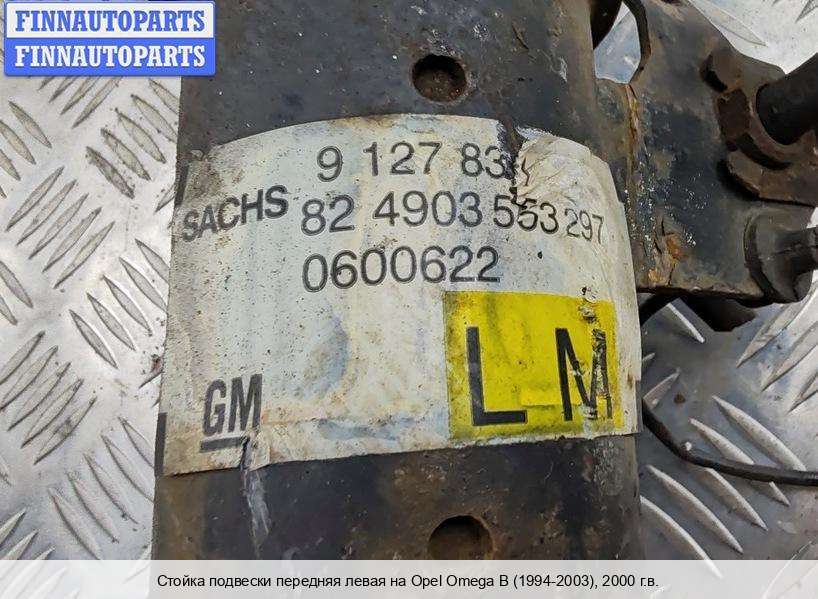 FINNAUTOPARTS
FINNAUTOPARTS
9 127 83
SACHS 82 4903 553 297
0600622
GM
L M
Стойка подвески передняя левая на Opel Omega B (1994-2003), 2000 г.в.